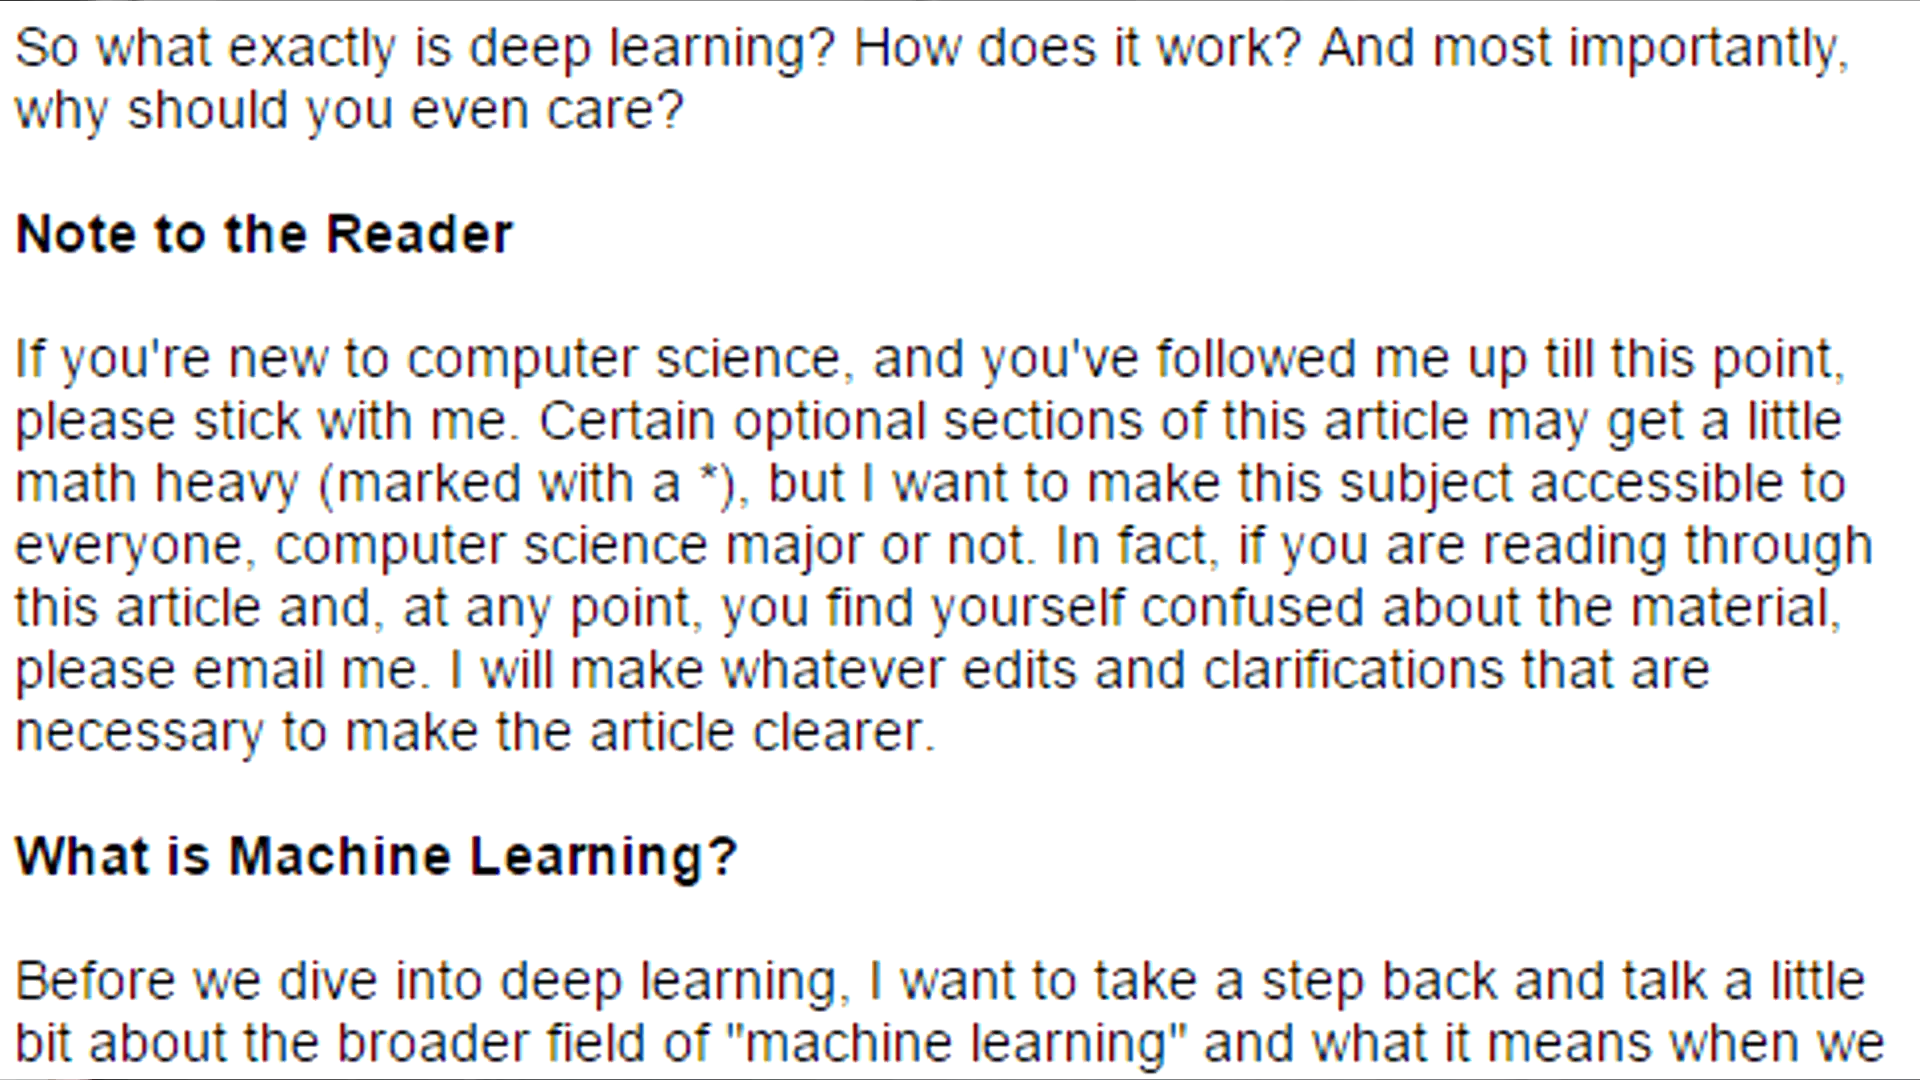 So what exactly is deep learning? How does it work? And most importantly,
why should you even care?
Note to the Reader
If you're new to computer science, and you've followed me up till this point,
please stick with me. Certain optional sections of this article may get a little
math heavy (marked with a *), but I want to make this subject accessible to
everyone, computer science major or not. In fact, if you are reading through
this article and, at any point, you find yourself confused about the material,
please email me. I will make whatever edits and clarifications that are
necessary to make the article clearer.
What is Machine Learning?
Before we dive into deep learning, I want to take a step back and talk a little
bit about the broader field of "machine learning" and what it means when we